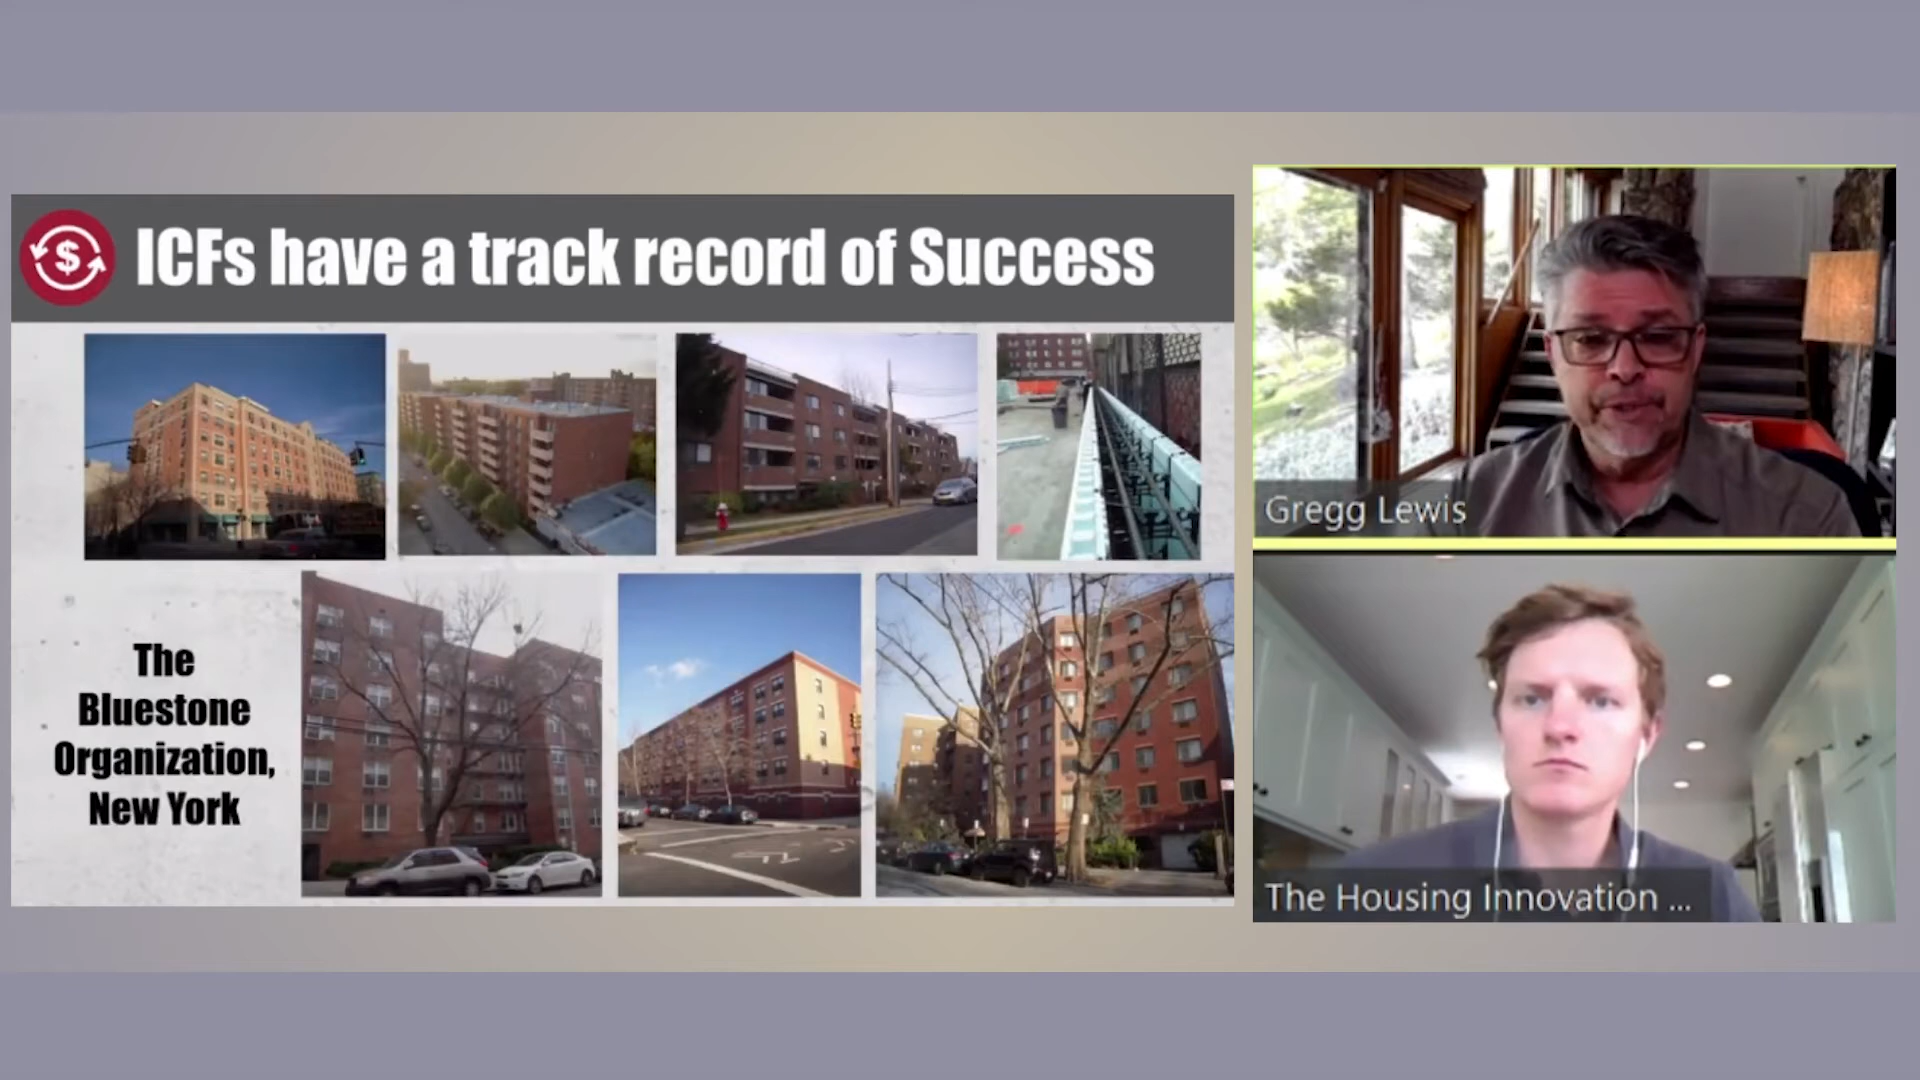 $
ICFs have a track record of Success
The
Bluestone
Organization,
New York
Gregg Lewis
The Housing Innovation ...